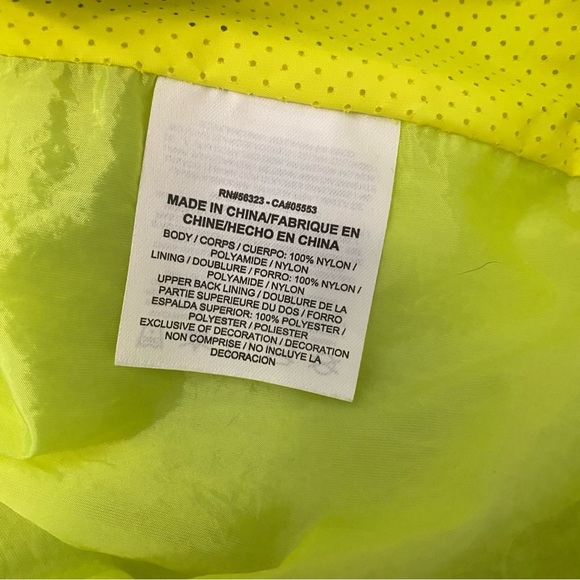 RN#56323 - CA#05553
MADE IN CHINA/FABRIQUE EN
CHINE/HECHO EN CHINA
BODY / CORPS / CUERPO: 100% NYLON /
POLYAMIDE / NYLON
LINING / DOUBLURE / FORRO: 100% NYLON /
POLYAMIDE / NYLON
UPPER BACK LINING / DOUBLURE DE LA
PARTIE SUPERIEURE DU DOS / FORRO
ESPALDA SUPERIOR: 100% POLYESTER /
POLYESTER / POLIESTER
EXCLUSIVE OF DECORATION / DECORATION
NON COMPRISE / NO INCLUYE LA
DECORACION